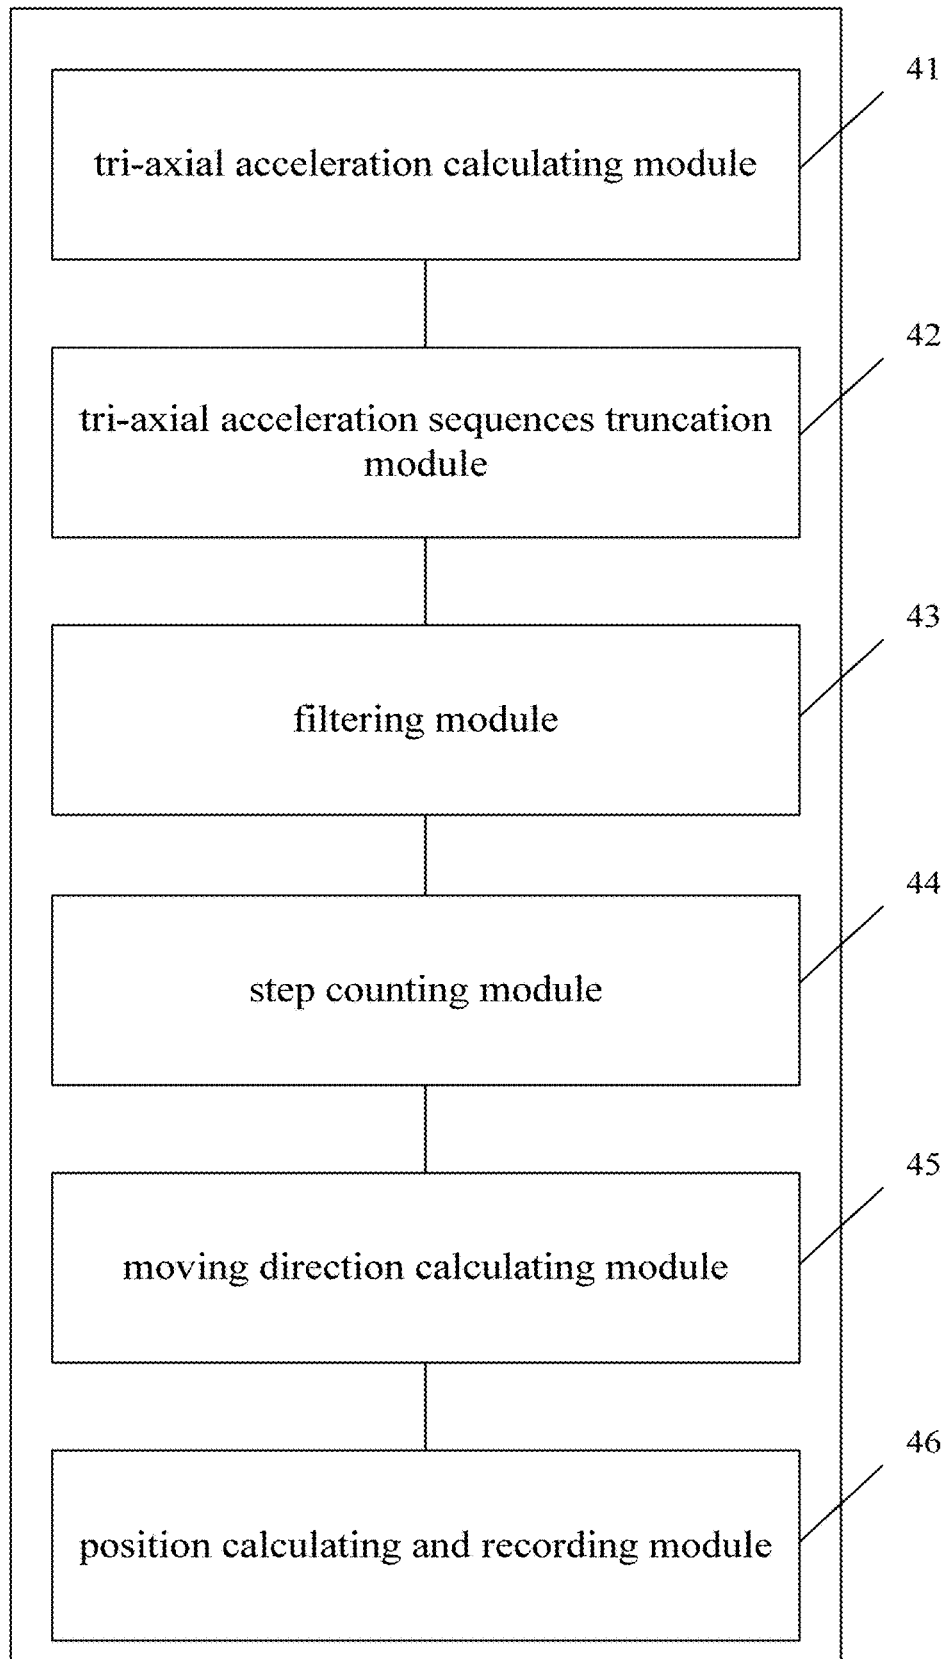 41
tri-axial acceleration calculating module
42
tri-axial acceleration sequences truncation
module
43
filtering module
44
step counting module
45
moving direction calculating module
46
position calculating and recording module